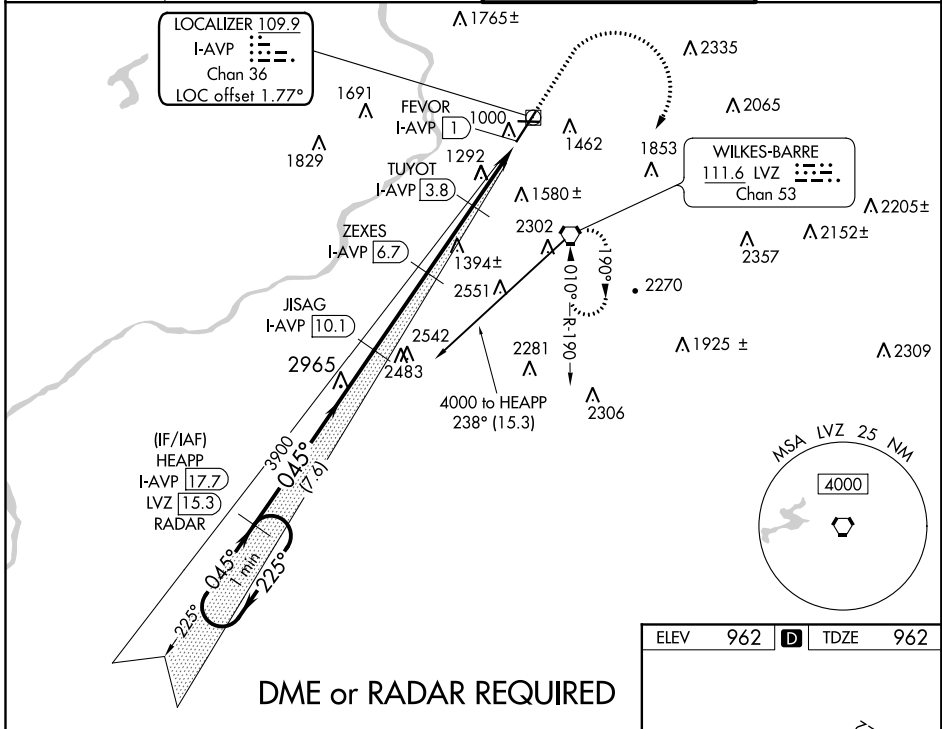 LOCALIZER 109.9
I-AVP
Chan 36
LOC offset 1.77°
1765±
2335
2065
1691
1829
FEVOR
I-AVP 1
1000
1462
1853
WILKES-BARRE
111.6 LVZ
Chan 53
1292
TUYOT
I-AVP 3.8
1580 ±
2205±
2152±
2357
2302
ZEXES
I-AVP 6.7
1394±
2551
190°
010°
R-190
2270
JISAG
I-AVP 10.1
2542
2483
2965
2281
1925 ±
2309
2306
4000 to HEAPP
238° (15.3)
(IF/IAF)
HEAPP
I-AVP 17.7
LVZ 15.3
RADAR
3900
045°
(7.6)
045°
1 min
225°
225°
MSA LVZ 25 NM
4000
DME or RADAR REQUIRED
ELEV 962 D TDZE 962